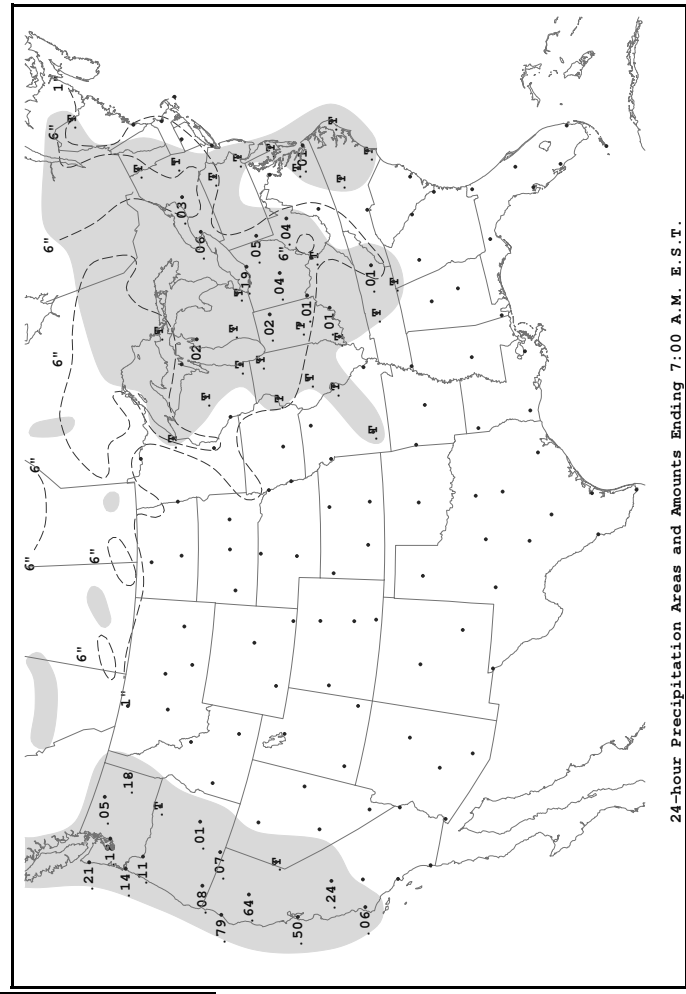 6"
6"
6"
6"
1"
6"
T
6"
.21
6"
.05
.14
1"
.18
T
.11
T
T
T
T
.03
.02
.01
.06
.08
T
T
.07
.79
T
T
T
T
.19
.64
.05
T
.02
T
T
T
.04
6"
.04
T
.50
T
.01
.01
T
T
.01
.24
T
T
T
T
.06
T
.01
T
T
T
24-hour Precipitation Areas and Amounts Ending 7:00 A.M. E.S.T.